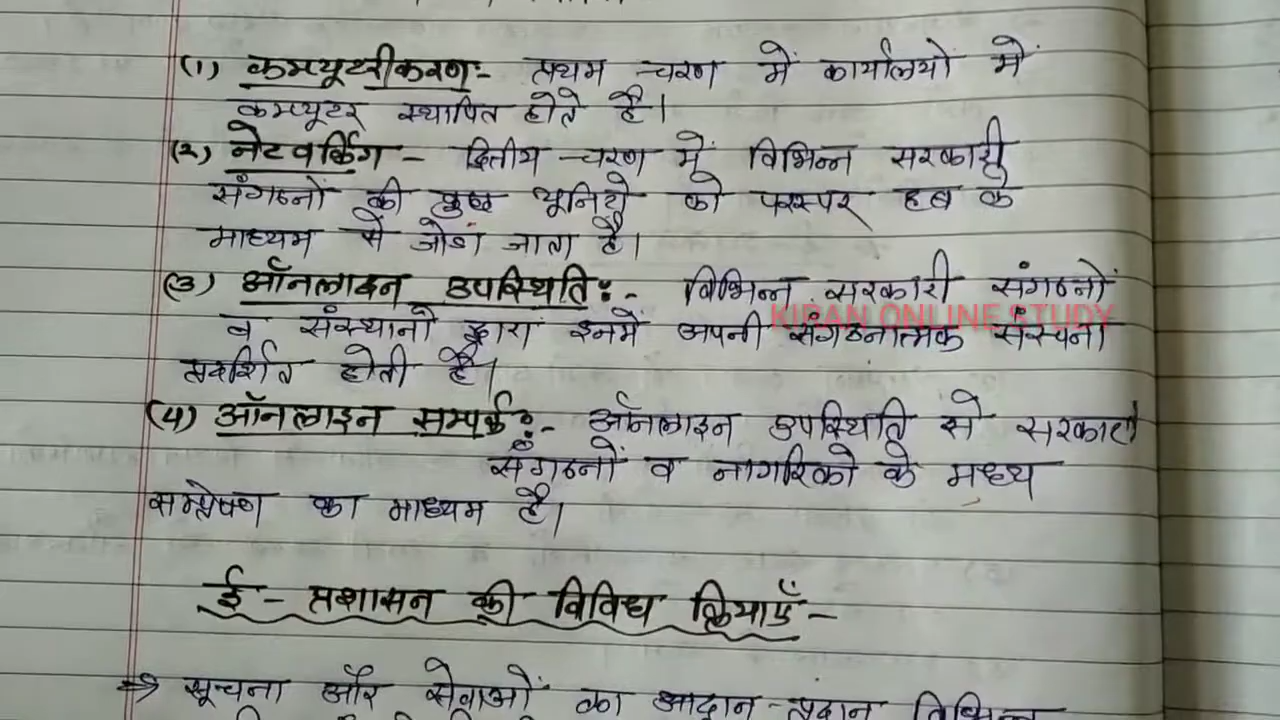 (1) कम्प्यूटरीकरण:- प्रथम चरण में कार्यालयों में
कम्प्यूटर स्थापित होते है।
(२) नेटवर्किंग - द्वितीय चरण में विभिन्न सरकारी
संगठनों की कुछ यूनिटो को परस्पर हब के
माध्यम से जोडा जाता है।
(3) ऑनलाइन उपस्थिति:- विभिन्न सरकारी संगठनों
व संस्थानो द्वारा इनमें अपनी संगठनात्मक संरचना
KIRAN ONLINE STUDY
प्रदर्शित होती है।
(4) ऑनलाइन सम्पर्क:- ऑनलाइन उपस्थिति से सरकारी
संगठनों व नागरिको के मध्य
सम्प्रेषण का माध्यम है।
ई - प्रशासन की विविध क्रियाएँ -
→ सूचना और सेवाओं का आदान-प्रदान विभिन्न